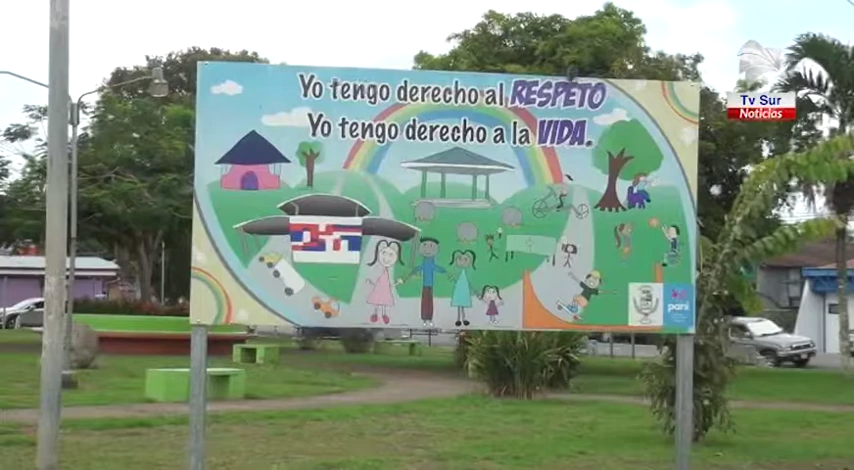 Yo tengo derecho al RESPETO
Yo tengo derecho a la VIDA.
Tv Sur
Noticias
pani